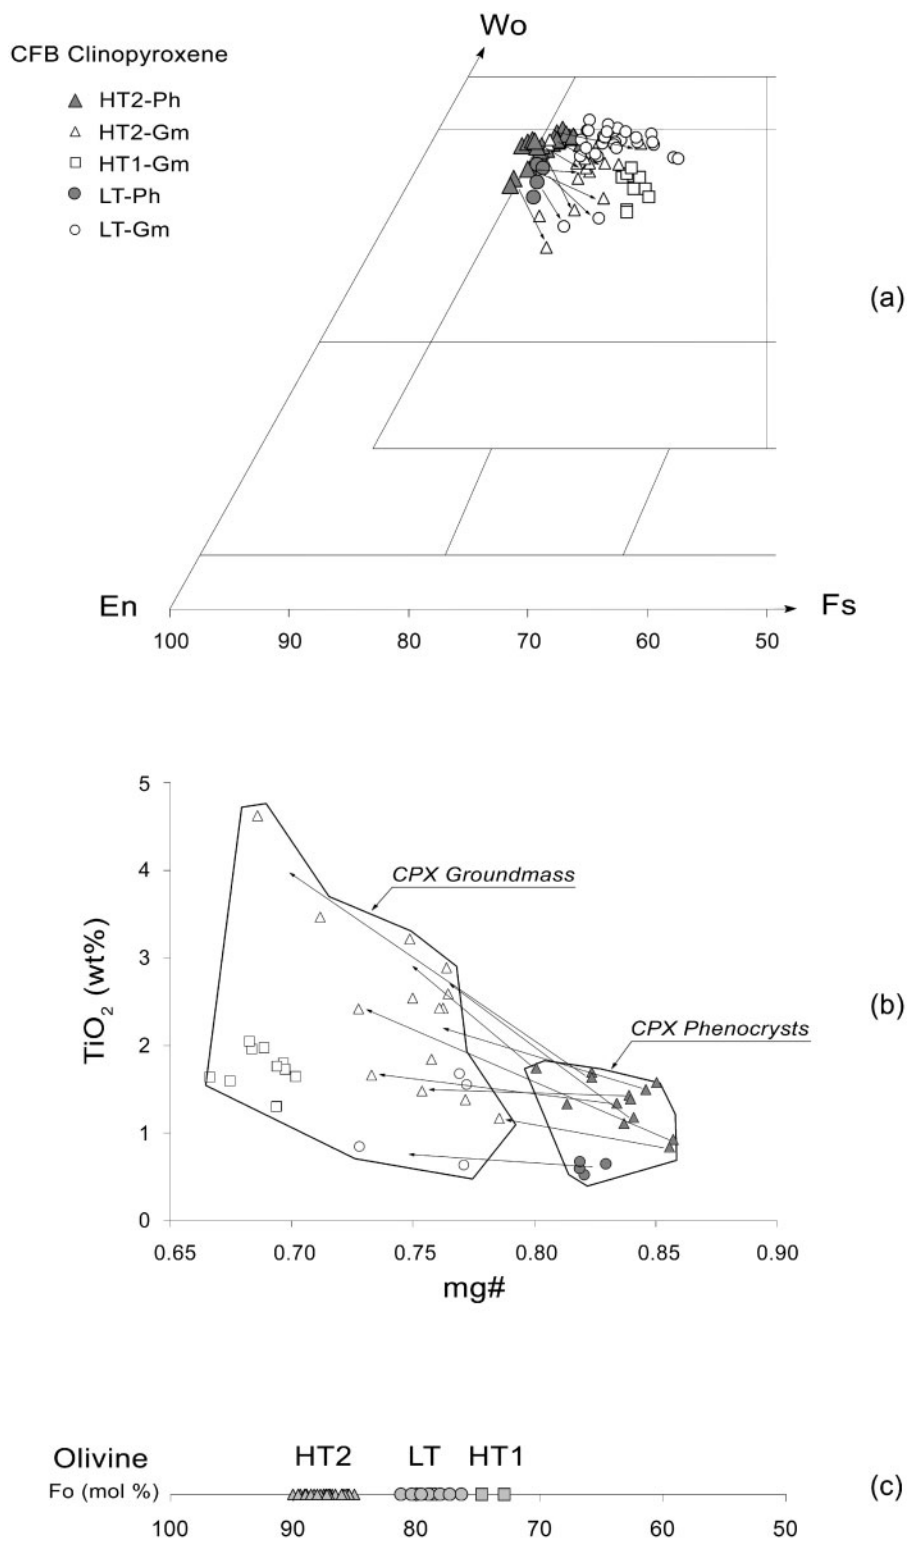 Wo
CFB Clinopyroxene
HT2-Ph
HT2-Gm
HT1-Gm
LT-Ph
LT-Gm
(a)
En
Fs
100 90 80 70 60 50
5
4
3
2
1
0
TiO2 (wt%)
CPX Groundmass
CPX Phenocrysts
(b)
0.65 0.70 0.75 0.80 0.85 0.90
mg#
Olivine HT2 LT HT1
Fo (mol %)
(c)
100 90 80 70 60 50